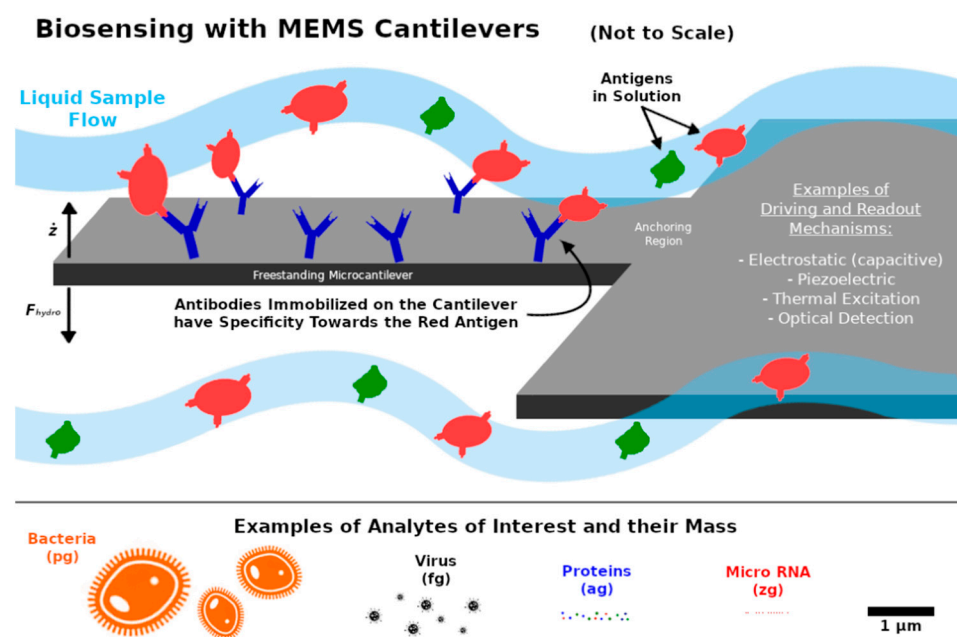 Biosensing with MEMS Cantilevers
(Not to Scale)
Liquid Sample
Flow
Antigens
in Solution
ż
Anchoring
Region
Examples of
Driving and Readout
Mechanisms:
- Electrostatic (capacitive)
- Piezoelectric
- Thermal Excitation
- Optical Detection
Freestanding Microcantilever
F_hydro
Antibodies Immobilized on the Cantilever
have Specificity Towards the Red Antigen
Examples of Analytes of Interest and their Mass
Bacteria
(pg)
Virus
(fg)
Proteins
(ag)
Micro RNA
(zg)
1 μm